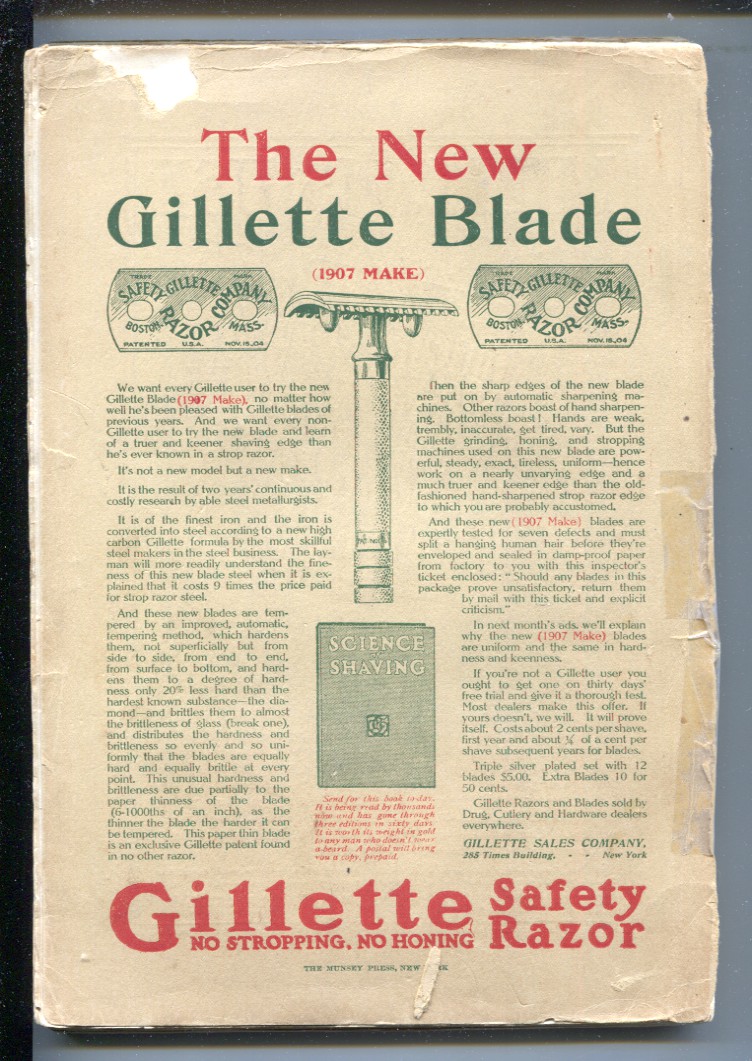 The New
Gillette Blade
(1907 MAKE)
TRADE MARK
SAFETY GILLETTE COMPANY
RAZOR
BOSTON. MASS.
PATENTED U.S.A. NOV.15.,04
TRADE MARK
SAFETY GILLETTE COMPANY
RAZOR
BOSTON. MASS.
PATENTED U.S.A. NOV.15.,04
We want every Gillette user to try the new
Gillette Blade (1907 Make), no matter how
well he's been pleased with Gillette blades of
previous years. And we want every non-
Gillette user to try the new blade and learn
of a truer and keener shaving edge than
he's ever known in a strop razor.
It's not a new model but a new make.
It is the result of two years' continuous and
costly research by able steel metallurgists.
It is of the finest iron and the iron is
converted into steel according to a new high
carbon Gillette formula by the most skillful
steel makers in the steel business. The lay-
man will more readily understand the fine-
ness of this new blade steel when it is ex-
plained that it costs 9 times the price paid
for strop razor steel.
And these new blades are tem-
pered by an improved, automatic,
tempering method, which hardens
them, not superficially but from
side to side, from end to end,
from surface to bottom, and hard-
ens them to a degree of hard-
ness only 20% less hard than the
hardest known substance—the dia-
mond—and brittles them to almost
the brittleness of glass (break one),
and distributes the hardness and
brittleness so evenly and so uni-
formly that the blades are equally
hard and equally brittle at every
point. This unusual hardness and
brittleness are due partially to the
paper thinness of the blade
(6-1000ths of an inch), as the
thinner the blade the harder it can
be tempered. This paper thin blade
is an exclusive Gillette patent found
in no other razor.
SCIENCE
SHAVING
Send for this book to-day.
It is being read by thousands
now and has gone through
three editions in sixty days.
It is worth its weight in gold
to any man who doesn't wear
a beard. A postal will bring
you a copy, prepaid.
Then the sharp edges of the new blade
are put on by automatic sharpening ma-
chines. Other razors boast of hand sharpen-
ing. Bottomless boast! Hands are weak,
trembly, inaccurate, get tired, vary. But the
Gillette grinding, honing, and stropping
machines used on this new blade are pow-
erful, steady, exact, tireless, uniform—hence
work on a nearly unvarying edge and a
much truer and keener edge than the old-
fashioned hand-sharpened strop razor edge
to which you are probably accustomed.
And these new (1907 Make) blades are
expertly tested for seven defects and must
split a hanging human hair before they're
enveloped and sealed in damp-proof paper
from factory to you with this inspector's
ticket enclosed: "Should any blades in this
package prove unsatisfactory, return them
by mail with this ticket and explicit
criticism."
In next month's ads. we'll explain
why the new (1907 Make) blades
are uniform and the same in hard-
ness and keenness.
If you're not a Gillette user you
ought to get one on thirty days'
free trial and give it a thorough test.
Most dealers make this offer. If
yours doesn't, we will. It will prove
itself. Costs about 2 cents per shave,
first year and about ¾ of a cent per
shave subsequent years for blades.
Triple silver plated set with 12
blades $5.00. Extra Blades 10 for
50 cents.
Gillette Razors and Blades sold by
Drug, Cutlery and Hardware dealers
everywhere.
GILLETTE SALES COMPANY,
285 Times Building. - - New York
Gillette Safety
NO STROPPING, NO HONING Razor
THE MUNSEY PRESS, NEW